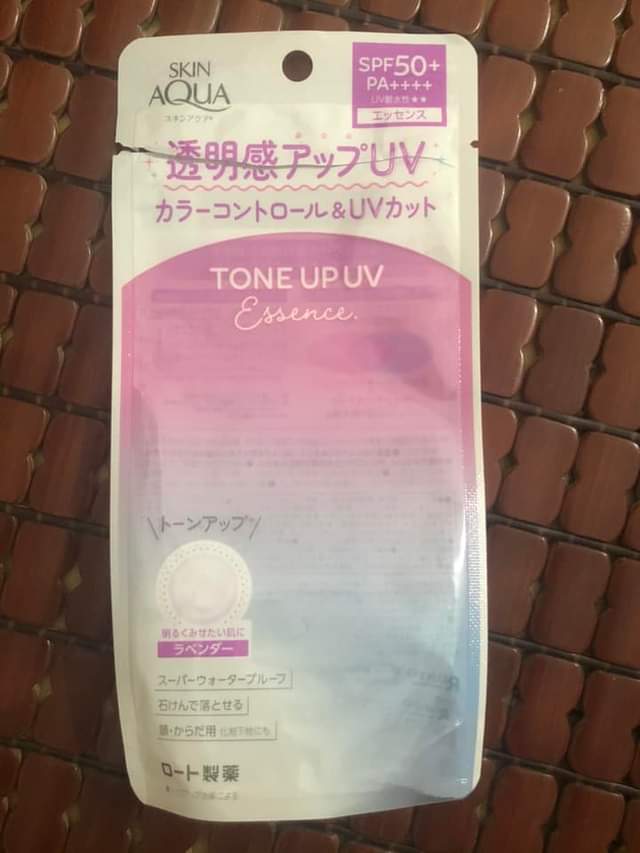 SKIN
AQUA
スキンアクア
SPF50+
PA++++
UV耐水性★★
エッセンス
透明感アップUV
カラーコントロール&UVカット
TONE UP UV
Essence.
トーンアップ
明るくみせたい肌に
ラベンダー
スーパーウォータープルーフ
石けんで落とせる
顔・からだ用 化粧下地にも
ロート製薬